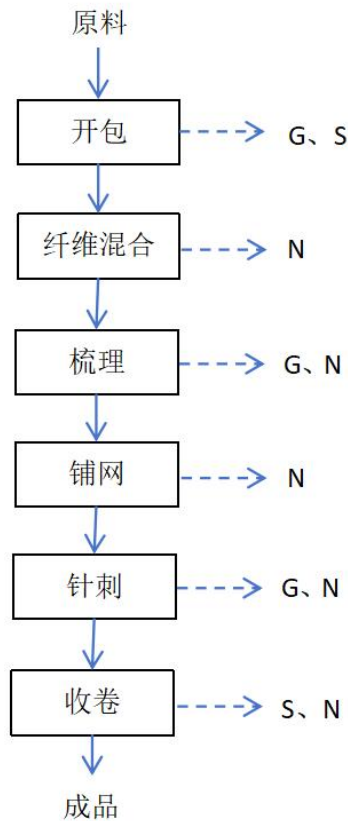 原料
开包 G、S
纤维混合 N
梳理 G、N
铺网 N
针刺 G、N
收卷 S、N
成品